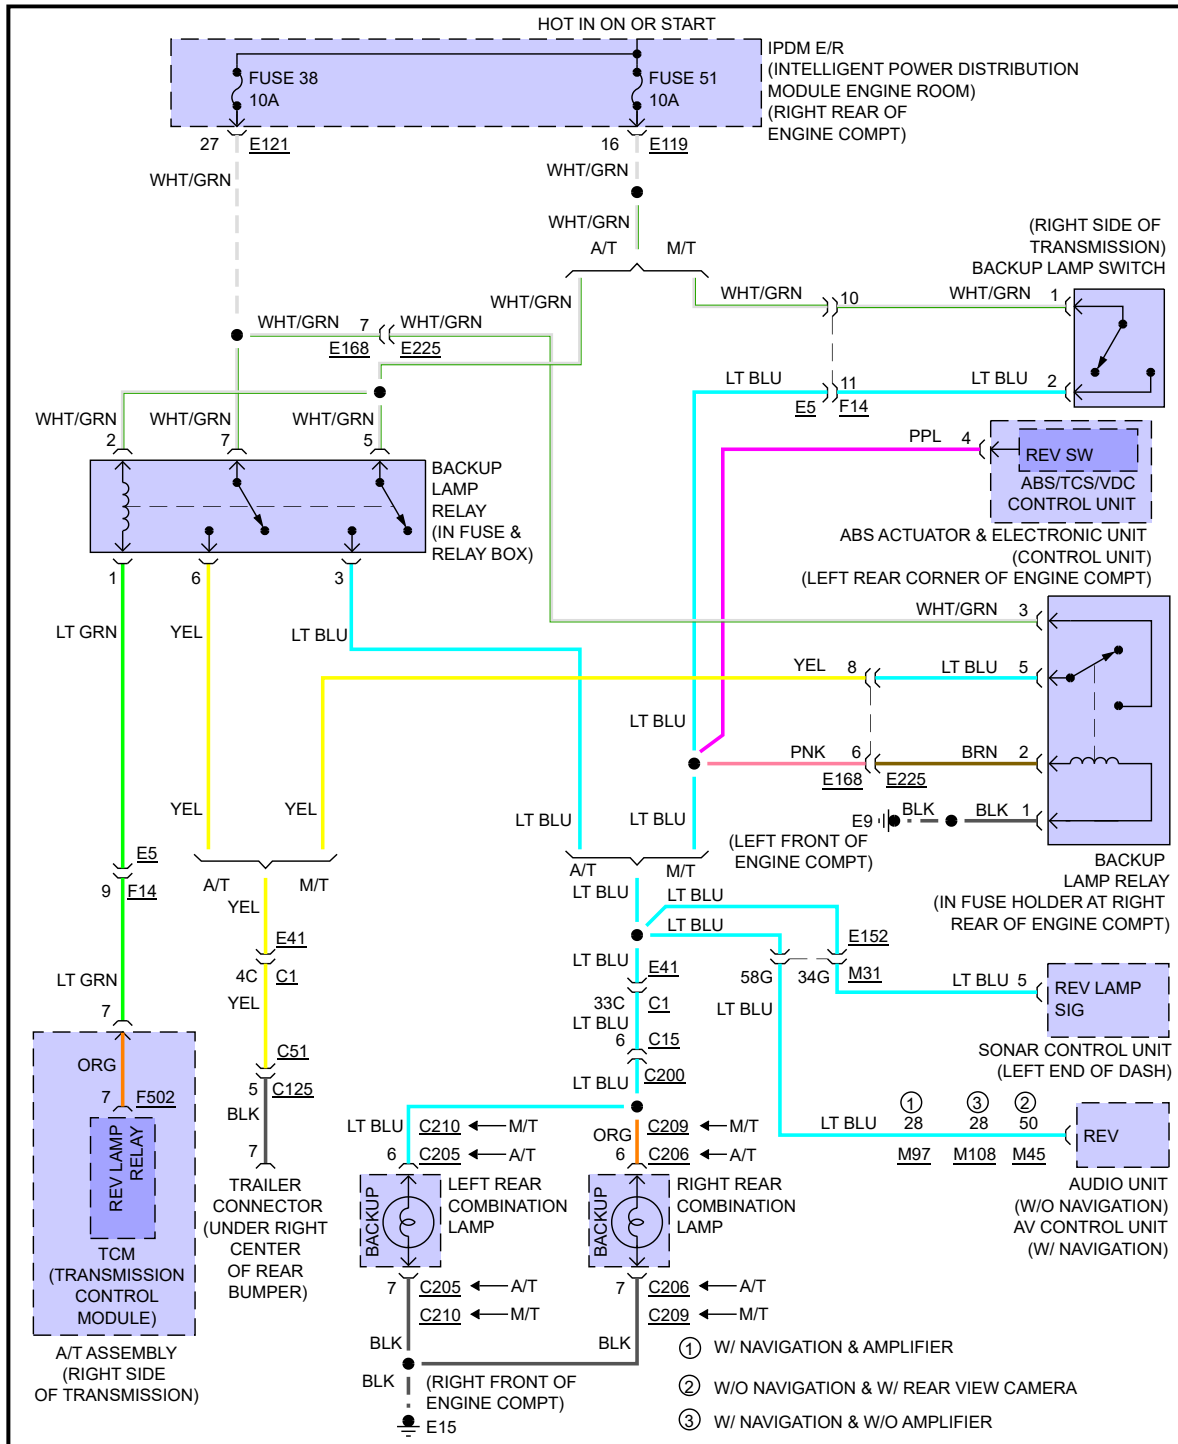 HOT IN ON OR START
IPDM E/R
(INTELLIGENT POWER DISTRIBUTION
MODULE ENGINE ROOM)
(RIGHT REAR OF
ENGINE COMPT)
FUSE 38
10A
FUSE 51
10A
27
E121
16
E119
WHT/GRN
WHT/GRN
WHT/GRN
A/T
M/T
(RIGHT SIDE OF
TRANSMISSION)
BACKUP LAMP SWITCH
WHT/GRN
WHT/GRN
10
WHT/GRN
1
WHT/GRN
7
WHT/GRN
E168
E225
LT BLU
11
LT BLU
2
E5
F14
WHT/GRN
WHT/GRN
WHT/GRN
2
7
5
PPL
4
REV SW
ABS/TCS/VDC
CONTROL UNIT
ABS ACTUATOR & ELECTRONIC UNIT
(CONTROL UNIT)
(LEFT REAR CORNER OF ENGINE COMPT)
BACKUP
LAMP
RELAY
(IN FUSE &
RELAY BOX)
1
6
3
LT GRN
YEL
LT BLU
WHT/GRN
3
YEL
8
LT BLU
5
LT BLU
PNK
6
BRN
2
E168
E225
E9
BLK
BLK
1
(LEFT FRONT OF
ENGINE COMPT)
BACKUP
LAMP RELAY
(IN FUSE HOLDER AT RIGHT
REAR OF ENGINE COMPT)
YEL
YEL
LT BLU
LT BLU
E5
9
F14
A/T
M/T
A/T
M/T
YEL
LT BLU
LT BLU
LT BLU
E41
4C
C1
LT BLU
E41
33C
C1
58G
34G
E152
M31
LT GRN
YEL
LT BLU
LT BLU
LT BLU
5
REV LAMP
SIG
SONAR CONTROL UNIT
(LEFT END OF DASH)
7
C51
5
C125
6
C15
C200
LT BLU
ORG
7
F502
REV LAMP
RELAY
TCM
(TRANSMISSION
CONTROL
MODULE)
A/T ASSEMBLY
(RIGHT SIDE
OF TRANSMISSION)
BLK
7
TRAILER
CONNECTOR
(UNDER RIGHT
CENTER
OF REAR
BUMPER)
LT BLU
C210
M/T
6
C205
A/T
ORG
C209
M/T
6
C206
A/T
LT BLU
1
3
2
28
28
50
M97
M108
M45
REV
AUDIO UNIT
(W/O NAVIGATION)
AV CONTROL UNIT
(W/ NAVIGATION)
BACKUP
LEFT REAR
COMBINATION
LAMP
BACKUP
RIGHT REAR
COMBINATION
LAMP
7
C205
A/T
C210
M/T
7
C206
A/T
C209
M/T
BLK
BLK
BLK
(RIGHT FRONT OF
ENGINE COMPT)
E15
1 W/ NAVIGATION & AMPLIFIER
2 W/O NAVIGATION & W/ REAR VIEW CAMERA
3 W/ NAVIGATION & W/O AMPLIFIER